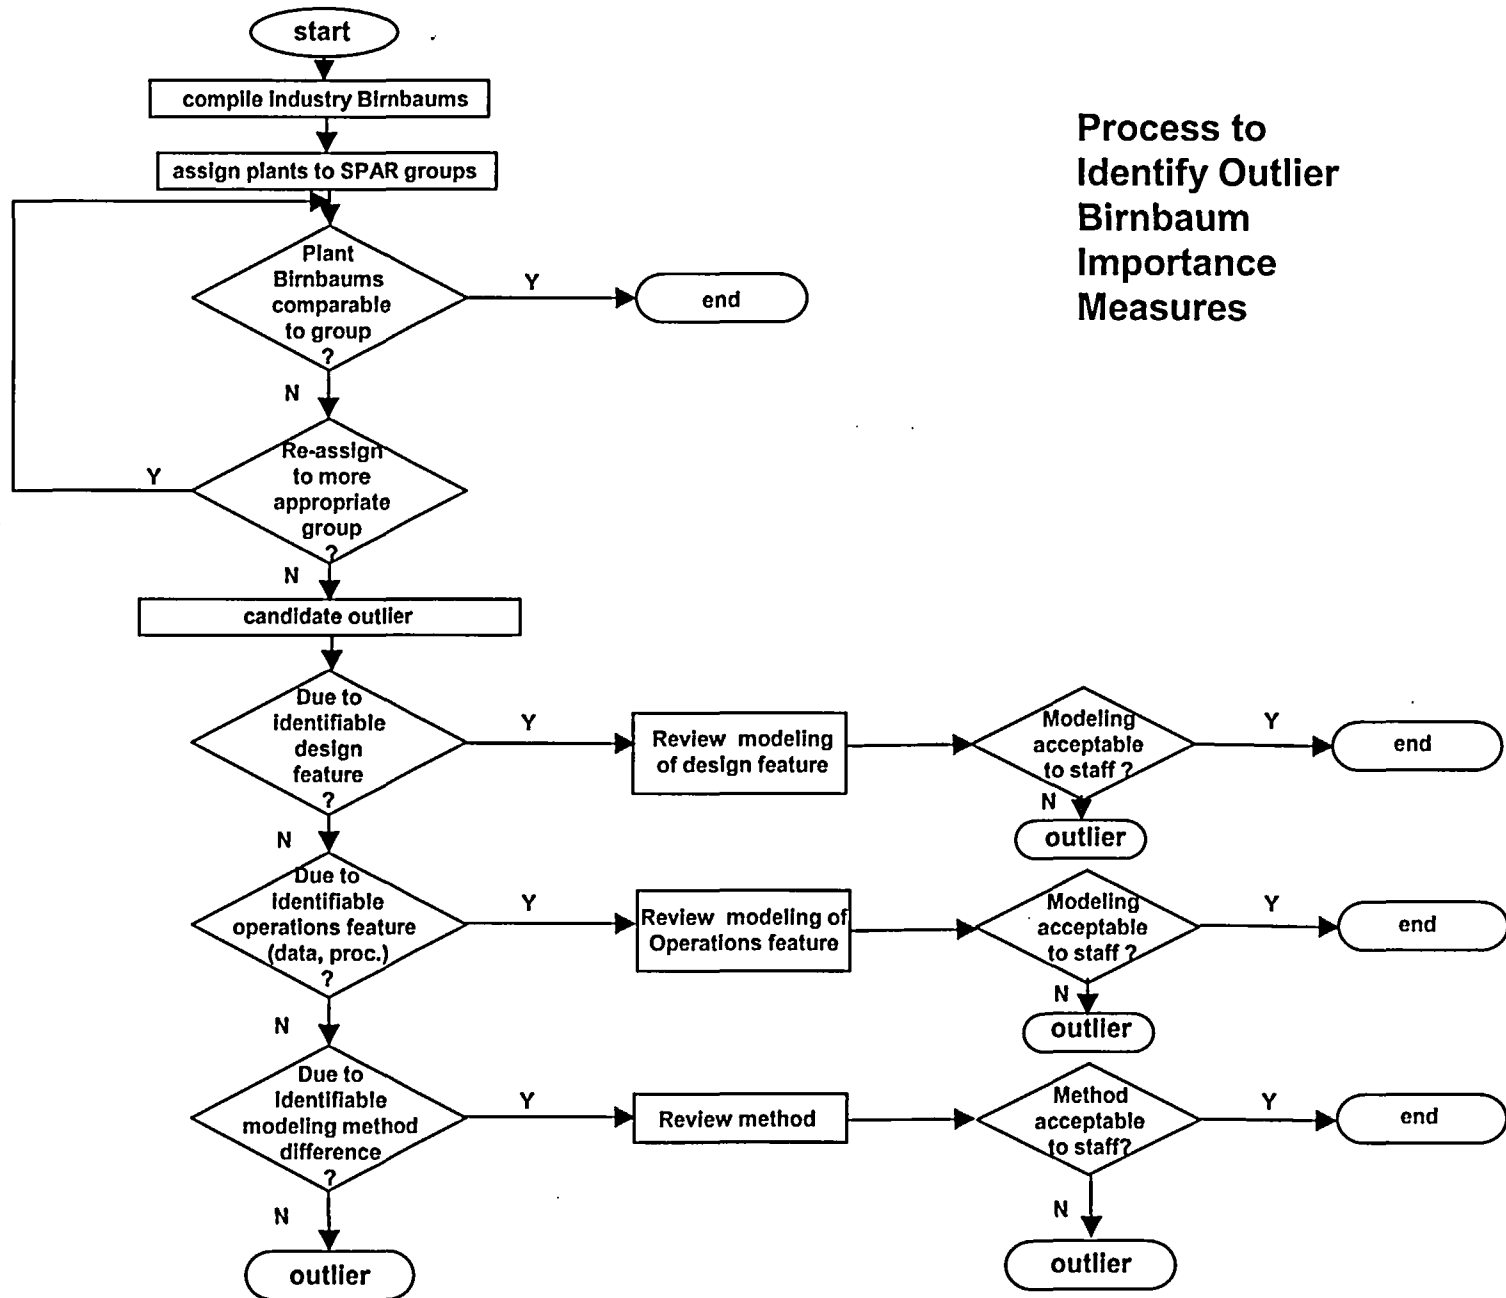 start
compile Industry Birnbaums
assign plants to SPAR groups
Process to
Identify Outlier
Birnbaum
Importance
Measures
Plant
Birnbaums
comparable
to group
?
Y
end
N
Re-assign
to more
appropriate
group
?
Y
N
candidate outlier
Due to
identifiable
design
feature
?
Y
Review modeling
of design feature
Modeling
acceptable
to staff ?
Y
end
N
outlier
N
Due to
identifiable
operations feature
(data, proc.)
?
Y
Review modeling of
Operations feature
Modeling
acceptable
to staff ?
Y
end
N
outlier
N
Due to
Identifiable
modeling method
difference
?
Y
Review method
Method
acceptable
to staff?
Y
end
N
outlier
N
outlier